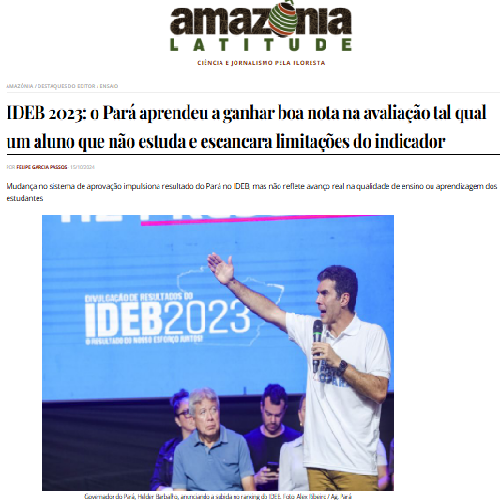 amazônia
LATITUDE
CIÊNCIA E JORNALISMO PELA FLORESTA
AMAZÔNIA / DESTAQUES DO EDITOR / ENSAIO
IDEB 2023: o Pará aprendeu a ganhar boa nota na avaliação tal qual
um aluno que não estuda e escancara limitações do indicador
POR FELIPE GARCIA PASSOS 15/10/2024
Mudança no sistema de aprovação impulsiona resultado do Pará no IDEB, mas não reflete avanço real na qualidade de ensino ou aprendizagem dos
estudantes
DIVULGAÇÃO DE RESULTADOS DO
IDEB2023
O RESULTADO DO NOSSO ESFORÇO JUNTOS!
Governador do Pará, Helder Barbalho, anunciando a subida no ranking do IDEB. Foto: Alex Ribeiro / Ag. Pará